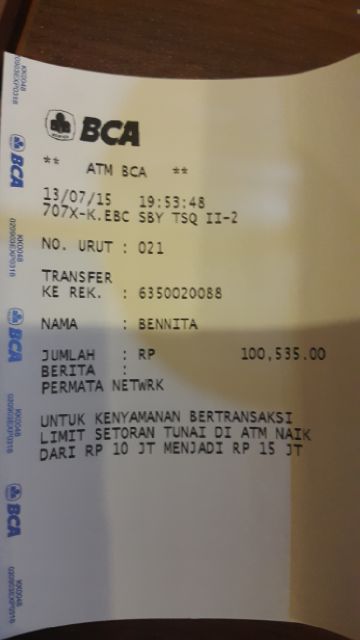 BCA
** ATM BCA **
13/07/15 19:53:48
707X-K.EBC SBY TSQ II-2
NO. URUT : 021
TRANSFER
KE REK. : 6350020088
NAMA : BENNITA
JUMLAH : RP 100,535.00
BERITA :
PERMATA NETWRK
UNTUK KENYAMANAN BERTRANSAKSI
LIMIT SETORAN TUNAI DI ATM NAIK
DARI RP 10 JT MENJADI RP 15 JT
BCA
BCA
BCA
BCA